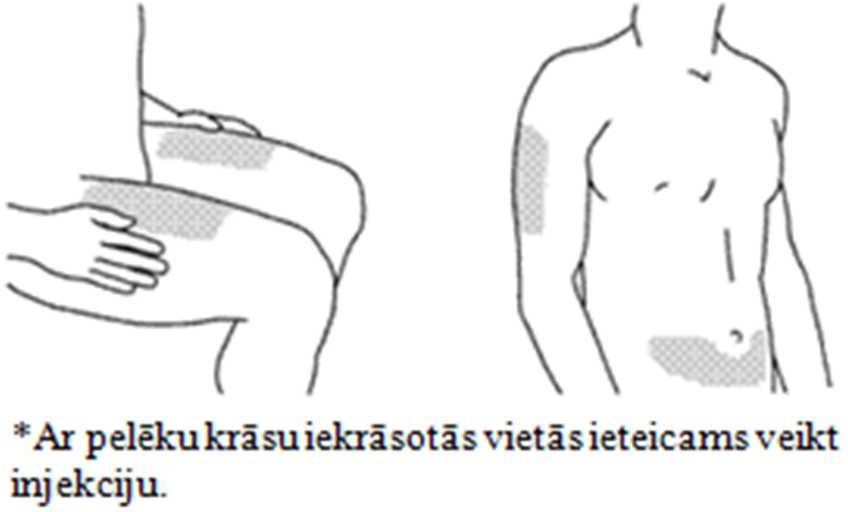 *Ar pelēku krāsu iekrāsotās vietās ieteicams veikt
injekciju.